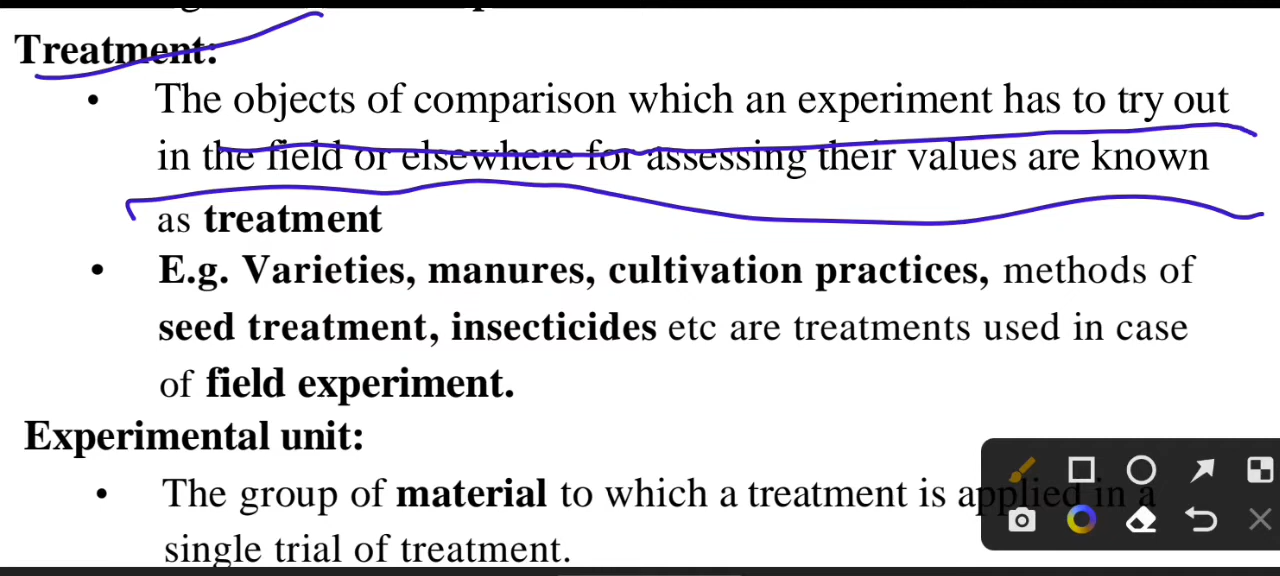 Treatment:
• The objects of comparison which an experiment has to try out
in the field or elsewhere for assessing their values are known
as treatment
• E.g. Varieties, manures, cultivation practices, methods of
seed treatment, insecticides etc are treatments used in case
of field experiment.
Experimental unit:
• The group of material to which a treatment is applied in a
single trial of treatment.